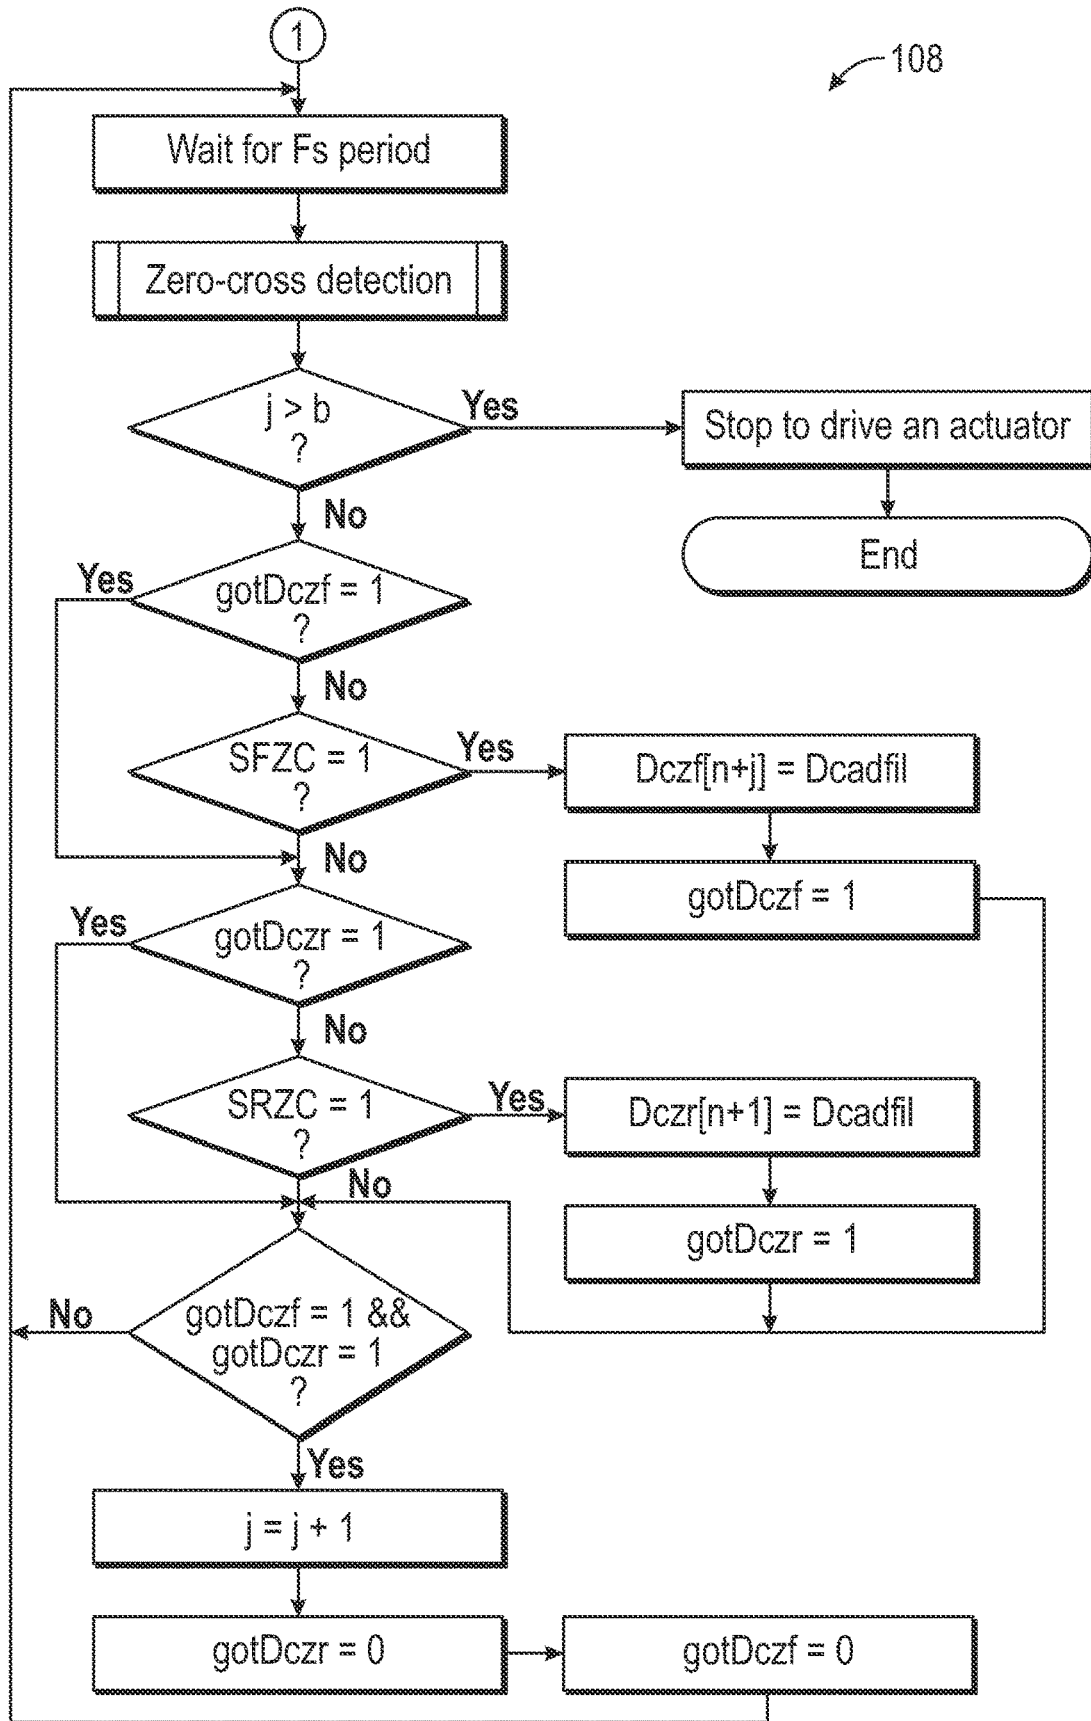 1
108
Wait for Fs period
Zero-cross detection
j > b
?
Yes
Stop to drive an actuator
No
End
Yes
gotDczf = 1
?
No
SFZC = 1
?
Yes
Dczf[n+j] = Dcadfil
No
gotDczf = 1
Yes
gotDczr = 1
?
No
SRZC = 1
?
Yes
Dczr[n+1] = Dcadfil
No
gotDczr = 1
No
gotDczf = 1 &&
gotDczr = 1
?
Yes
j = j + 1
gotDczr = 0
gotDczf = 0